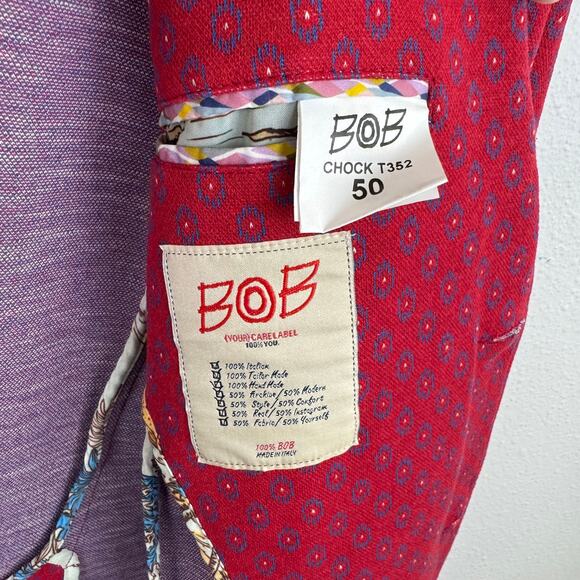 BOB
CHOCK T352
50
BOB
(YOUR) CARE LABEL
100% YOU.
100% Italian
100% Tailor Made
100% Hand Made
50% Archive / 50% Modern
50% Style / 50% Comfort
50% Real / 50% Instagram
50% Fabric / 50% Yourself
100% BOB
MADE IN ITALY